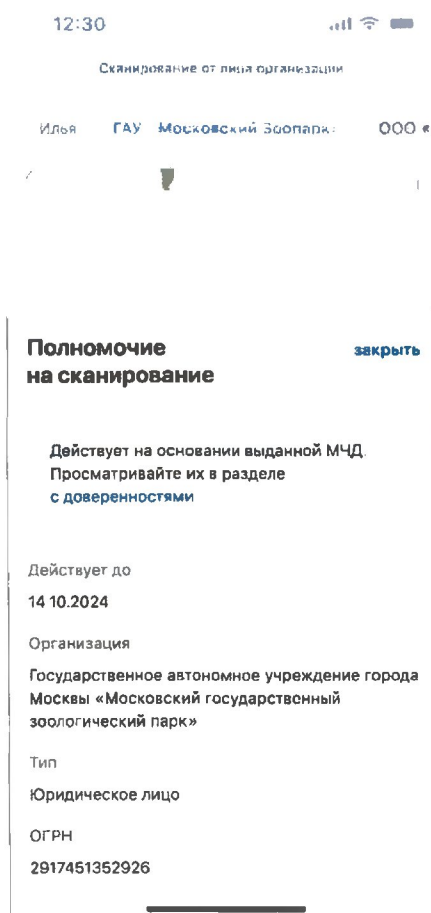 12:30
Сканирование от лица организации
Илья ГАУ Московский Зоопарк ООО «
Полномочие
на сканирование
закрыть
Действует на основании выданной МЧД.
Просматривайте их в разделе
с доверенностями
Действует до
14 10.2024
Организация
Государственное автономное учреждение города
Москвы «Московский государственный
зоологический парк»
Тип
Юридическое лицо
ОГРН
2917451352926